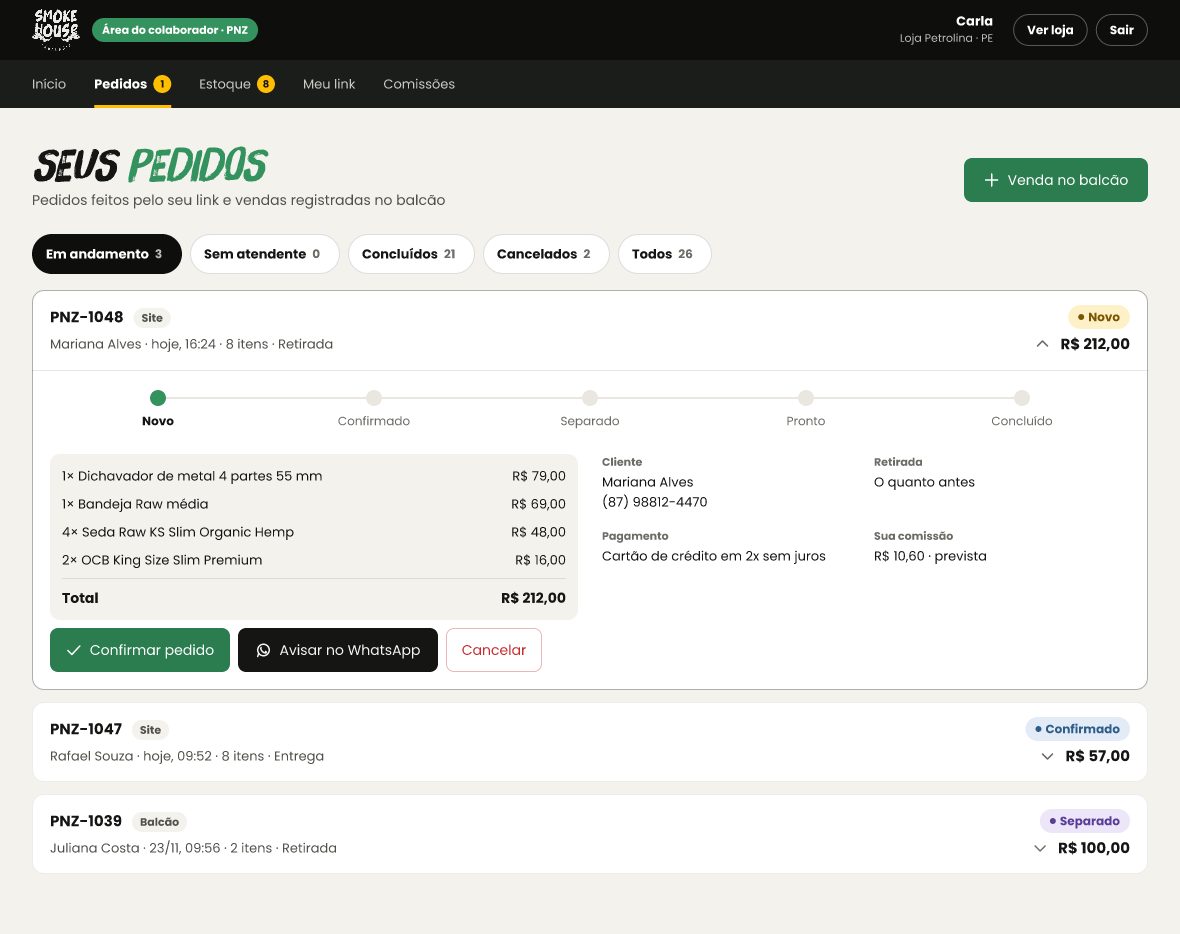 SMOKE
HOUSE
Área do colaborador · PNZ
Carla
Loja Petrolina · PE
Ver loja
Sair
Início
Pedidos 1
Estoque 8
Meu link
Comissões
SEUS PEDIDOS
Pedidos feitos pelo seu link e vendas registradas no balcão
+ Venda no balcão
Em andamento 3
Sem atendente 0
Concluídos 21
Cancelados 2
Todos 26
PNZ-1048 Site
• Novo
Mariana Alves · hoje, 16:24 · 8 itens · Retirada
R$ 212,00
Novo
Confirmado
Separado
Pronto
Concluído
1× Dichavador de metal 4 partes 55 mm R$ 79,00
1× Bandeja Raw média R$ 69,00
4× Seda Raw KS Slim Organic Hemp R$ 48,00
2× OCB King Size Slim Premium R$ 16,00
Total R$ 212,00
Cliente
Mariana Alves
(87) 98812-4470
Retirada
O quanto antes
Pagamento
Cartão de crédito em 2x sem juros
Sua comissão
R$ 10,60 · prevista
Confirmar pedido
Avisar no WhatsApp
Cancelar
PNZ-1047 Site
• Confirmado
Rafael Souza · hoje, 09:52 · 8 itens · Entrega
R$ 57,00
PNZ-1039 Balcão
• Separado
Juliana Costa · 23/11, 09:56 · 2 itens · Retirada
R$ 100,00